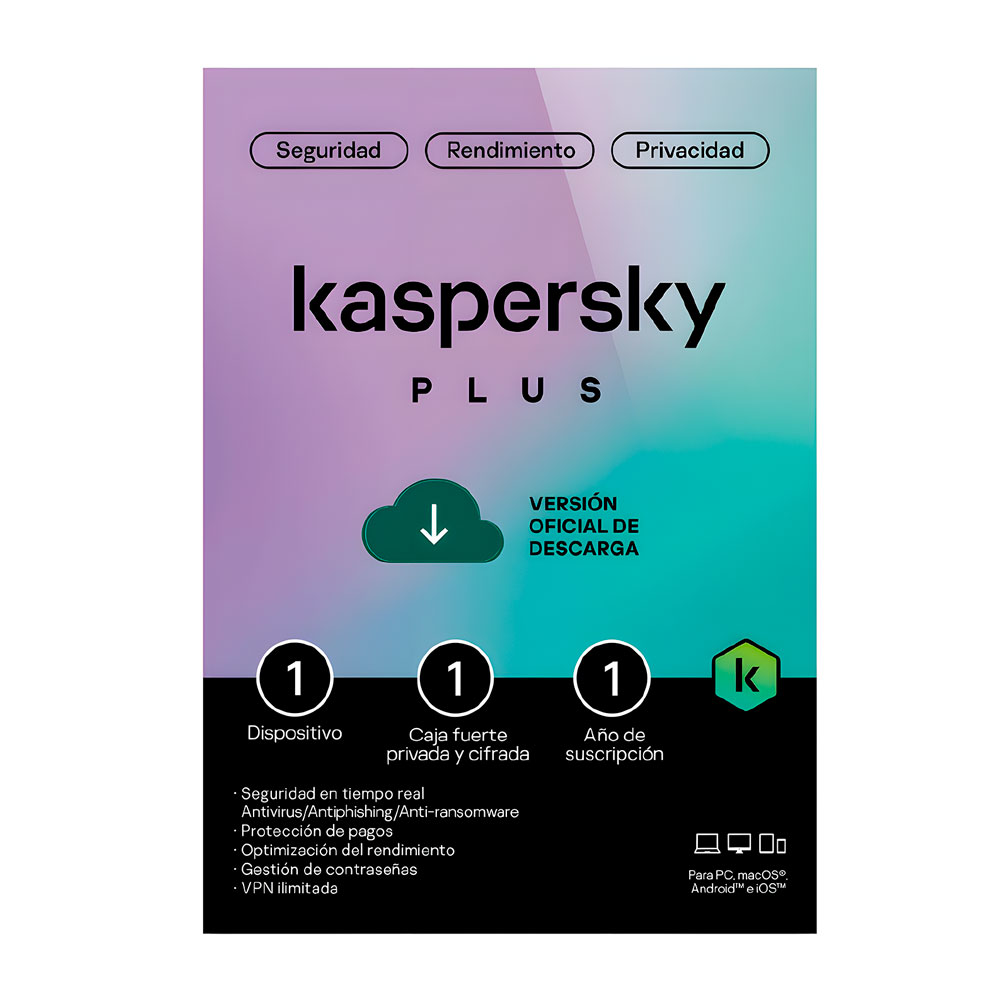 Seguridad
Rendimiento
Privacidad
kaspersky
PLUS
VERSIÓN
OFICIAL DE
DESCARGA
1
Dispositivo
1
Caja fuerte
privada y cifrada
1
Año de
suscripción
k
· Seguridad en tiempo real
Antivirus/Antiphishing/Anti-ransomware
· Protección de pagos
· Optimización del rendimiento
· Gestión de contraseñas
· VPN ilimitada
Para PC, macOS®,
Android™ e iOS™